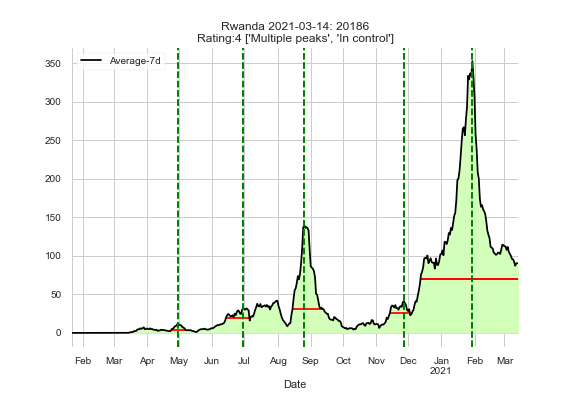 Rwanda 2021-03-14: 20186
Rating:4 ['Multiple peaks', 'In control']
Average-7d
350
300
250
200
150
100
50
0
Feb Mar Apr May Jun Jul Aug Sep Oct Nov Dec Jan Feb Mar
2021
Date